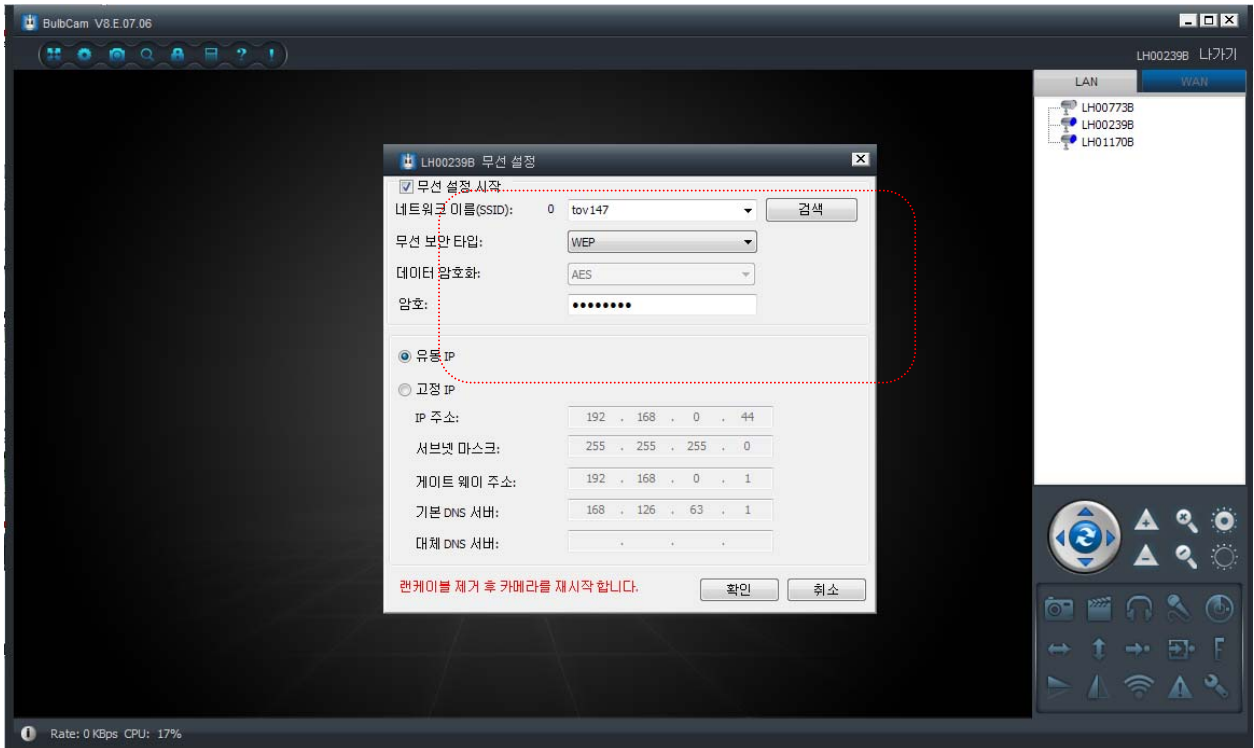 BulbCam V8.E.07.06
LH00239B 나가기
LAN WAN
LH00773B
LH00239B
LH01170B
LH00239B 무선 설정
무선 설정 시작
네트워크 이름(SSID): 0 tov147 검색
무선 보안 타입: WEP
데이터 암호화: AES
암호: ••••••••
유동 IP
고정 IP
IP 주소: 192 . 168 . 0 . 44
서브넷 마스크: 255 . 255 . 255 . 0
게이트 웨이 주소: 192 . 168 . 0 . 1
기본 DNS 서버: 168 . 126 . 63 . 1
대체 DNS 서버: . . .
랜케이블 제거 후 카메라를 재시작 합니다. 확인 취소
F
Rate: 0 KBps CPU: 17%